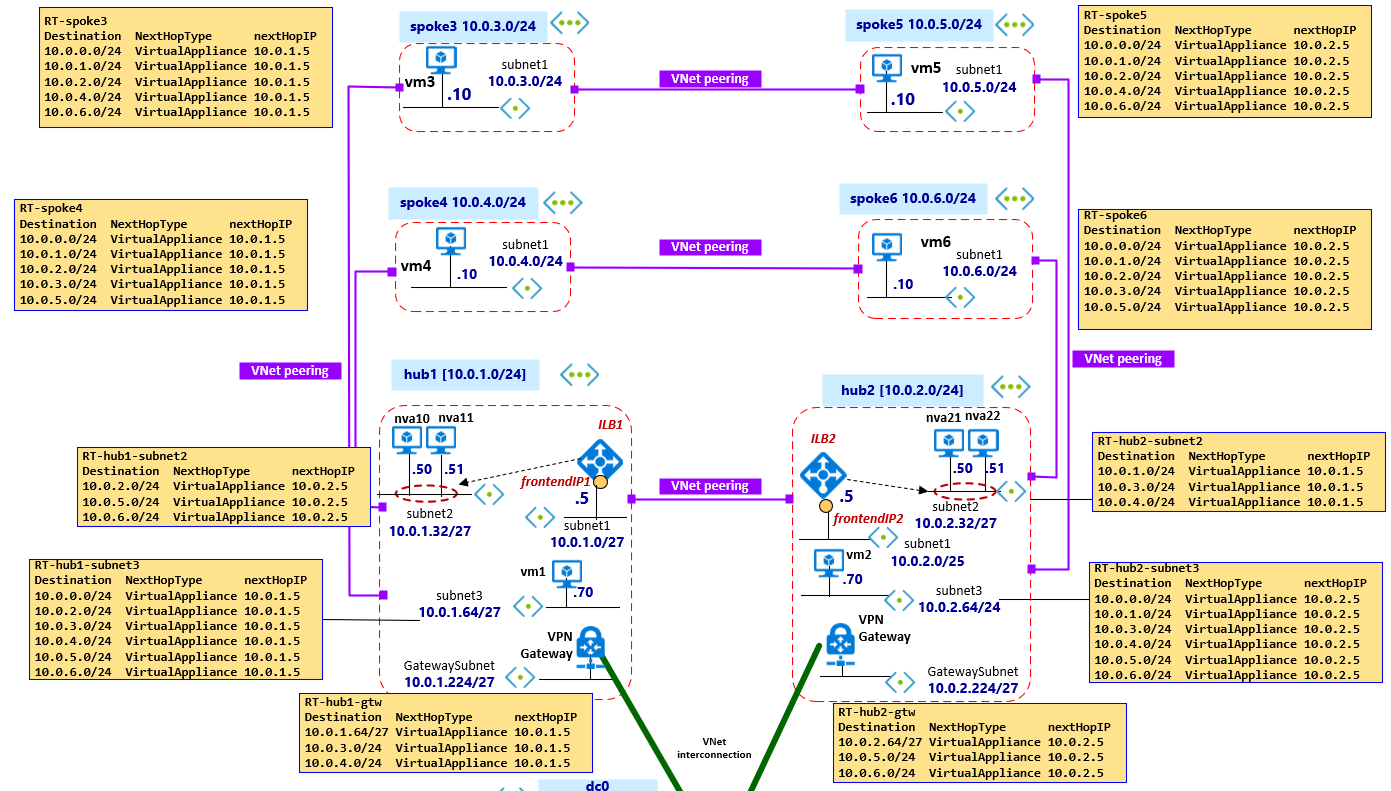 RT-spoke3
Destination NextHopType nextHopIP
10.0.0.0/24 VirtualAppliance 10.0.1.5
10.0.1.0/24 VirtualAppliance 10.0.1.5
10.0.2.0/24 VirtualAppliance 10.0.1.5
10.0.4.0/24 VirtualAppliance 10.0.1.5
10.0.6.0/24 VirtualAppliance 10.0.1.5
spoke3 10.0.3.0/24
vm3
subnet1
10.0.3.0/24
.10
VNet peering
spoke5 10.0.5.0/24
vm5
subnet1
10.0.5.0/24
.10
RT-spoke5
Destination NextHopType nextHopIP
10.0.0.0/24 VirtualAppliance 10.0.2.5
10.0.1.0/24 VirtualAppliance 10.0.2.5
10.0.2.0/24 VirtualAppliance 10.0.2.5
10.0.4.0/24 VirtualAppliance 10.0.2.5
10.0.6.0/24 VirtualAppliance 10.0.2.5
RT-spoke4
Destination NextHopType nextHopIP
10.0.0.0/24 VirtualAppliance 10.0.1.5
10.0.1.0/24 VirtualAppliance 10.0.1.5
10.0.2.0/24 VirtualAppliance 10.0.1.5
10.0.3.0/24 VirtualAppliance 10.0.1.5
10.0.5.0/24 VirtualAppliance 10.0.1.5
spoke4 10.0.4.0/24
vm4
subnet1
10.0.4.0/24
.10
VNet peering
spoke6 10.0.6.0/24
vm6
subnet1
10.0.6.0/24
.10
RT-spoke6
Destination NextHopType nextHopIP
10.0.0.0/24 VirtualAppliance 10.0.2.5
10.0.1.0/24 VirtualAppliance 10.0.2.5
10.0.2.0/24 VirtualAppliance 10.0.2.5
10.0.3.0/24 VirtualAppliance 10.0.2.5
10.0.5.0/24 VirtualAppliance 10.0.2.5
VNet peering
VNet peering
hub1 [10.0.1.0/24]
nva10 nva11
.50 .51
ILB1
frontendIP1
.5
subnet2
10.0.1.32/27
subnet1
10.0.1.0/27
vm1
.70
subnet3
10.0.1.64/27
VPN
Gateway
GatewaySubnet
10.0.1.224/27
VNet peering
hub2 [10.0.2.0/24]
nva21 nva22
.50 .51
ILB2
.5
frontendIP2
subnet2
10.0.2.32/27
subnet1
10.0.2.0/25
vm2
.70
subnet3
10.0.2.64/24
VPN
Gateway
GatewaySubnet
10.0.2.224/27
RT-hub1-subnet2
Destination NextHopType nextHopIP
10.0.2.0/24 VirtualAppliance 10.0.2.5
10.0.5.0/24 VirtualAppliance 10.0.2.5
10.0.6.0/24 VirtualAppliance 10.0.2.5
RT-hub2-subnet2
Destination NextHopType nextHopIP
10.0.1.0/24 VirtualAppliance 10.0.1.5
10.0.3.0/24 VirtualAppliance 10.0.1.5
10.0.4.0/24 VirtualAppliance 10.0.1.5
RT-hub1-subnet3
Destination NextHopType nextHopIP
10.0.0.0/24 VirtualAppliance 10.0.1.5
10.0.2.0/24 VirtualAppliance 10.0.1.5
10.0.3.0/24 VirtualAppliance 10.0.1.5
10.0.4.0/24 VirtualAppliance 10.0.1.5
10.0.5.0/24 VirtualAppliance 10.0.1.5
10.0.6.0/24 VirtualAppliance 10.0.1.5
RT-hub2-subnet3
Destination NextHopType nextHopIP
10.0.0.0/24 VirtualAppliance 10.0.2.5
10.0.1.0/24 VirtualAppliance 10.0.2.5
10.0.3.0/24 VirtualAppliance 10.0.2.5
10.0.4.0/24 VirtualAppliance 10.0.2.5
10.0.5.0/24 VirtualAppliance 10.0.2.5
10.0.6.0/24 VirtualAppliance 10.0.2.5
RT-hub1-gtw
Destination NextHopType nextHopIP
10.0.1.64/27 VirtualAppliance 10.0.1.5
10.0.3.0/24 VirtualAppliance 10.0.1.5
10.0.4.0/24 VirtualAppliance 10.0.1.5
VNet
interconnection
RT-hub2-gtw
Destination NextHopType nextHopIP
10.0.2.64/27 VirtualAppliance 10.0.2.5
10.0.5.0/24 VirtualAppliance 10.0.2.5
10.0.6.0/24 VirtualAppliance 10.0.2.5
dc0